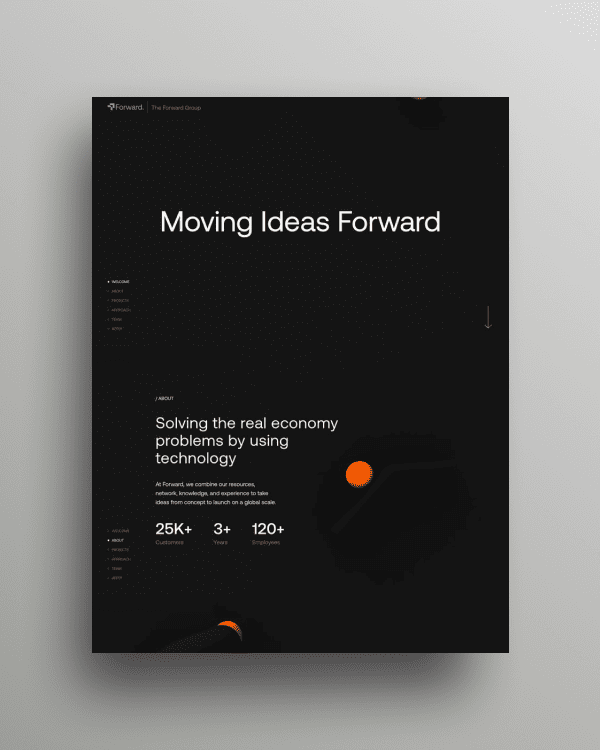 Forward. The Forward Group
Moving Ideas Forward
WELCOME
ABOUT
PROJECTS
APPROACH
TEAM
/ ABOUT
Solving the real economy
problems by using
technology
At Forward, we combine our resources,
network, knowledge, and experience to take
ideas from concept to launch on a global scale.
25K+ 3+ 120+
Customers Years Employees
WELCOME
ABOUT
PROJECTS
APPROACH
TEAM